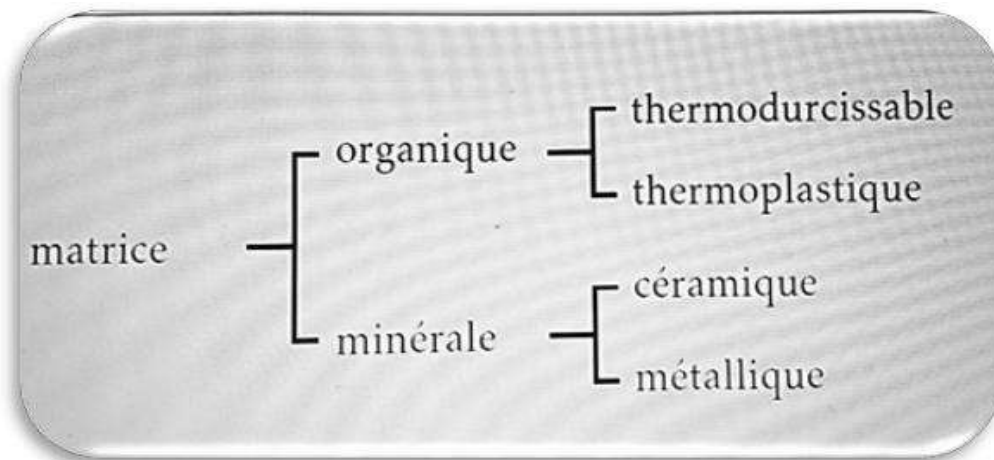 thermodurcissable
organique
thermoplastique
matrice
céramique
minérale
métallique